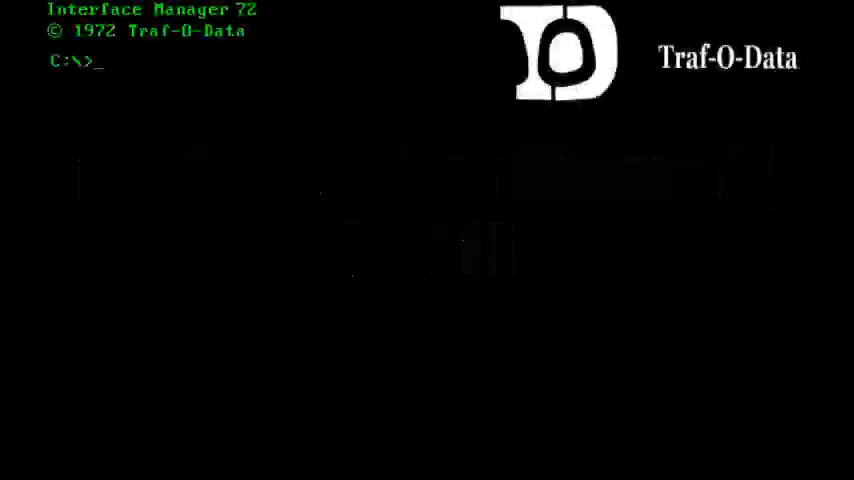 Interface Manager 72
© 1972 Traf-O-Data
C:\>_
Traf-O-Data